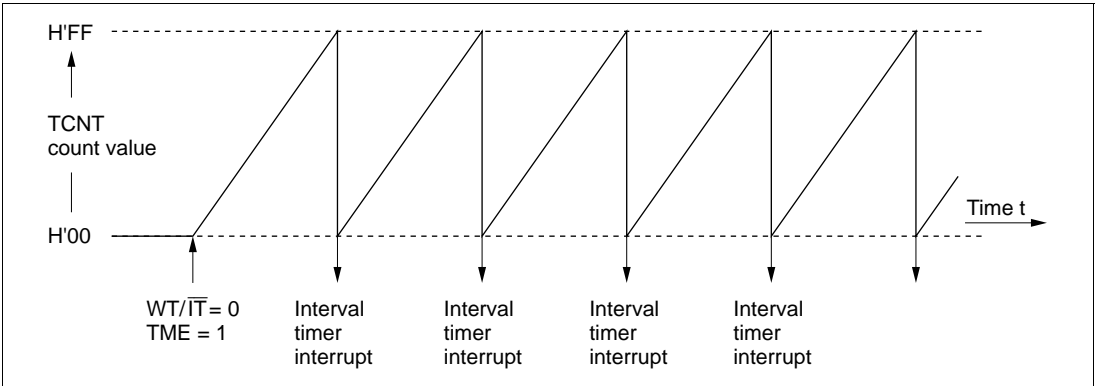 H'FF
TCNT
count value
H'00
Time t
WT/I̅T̅ = 0
TME = 1
Interval
timer
interrupt
Interval
timer
interrupt
Interval
timer
interrupt
Interval
timer
interrupt